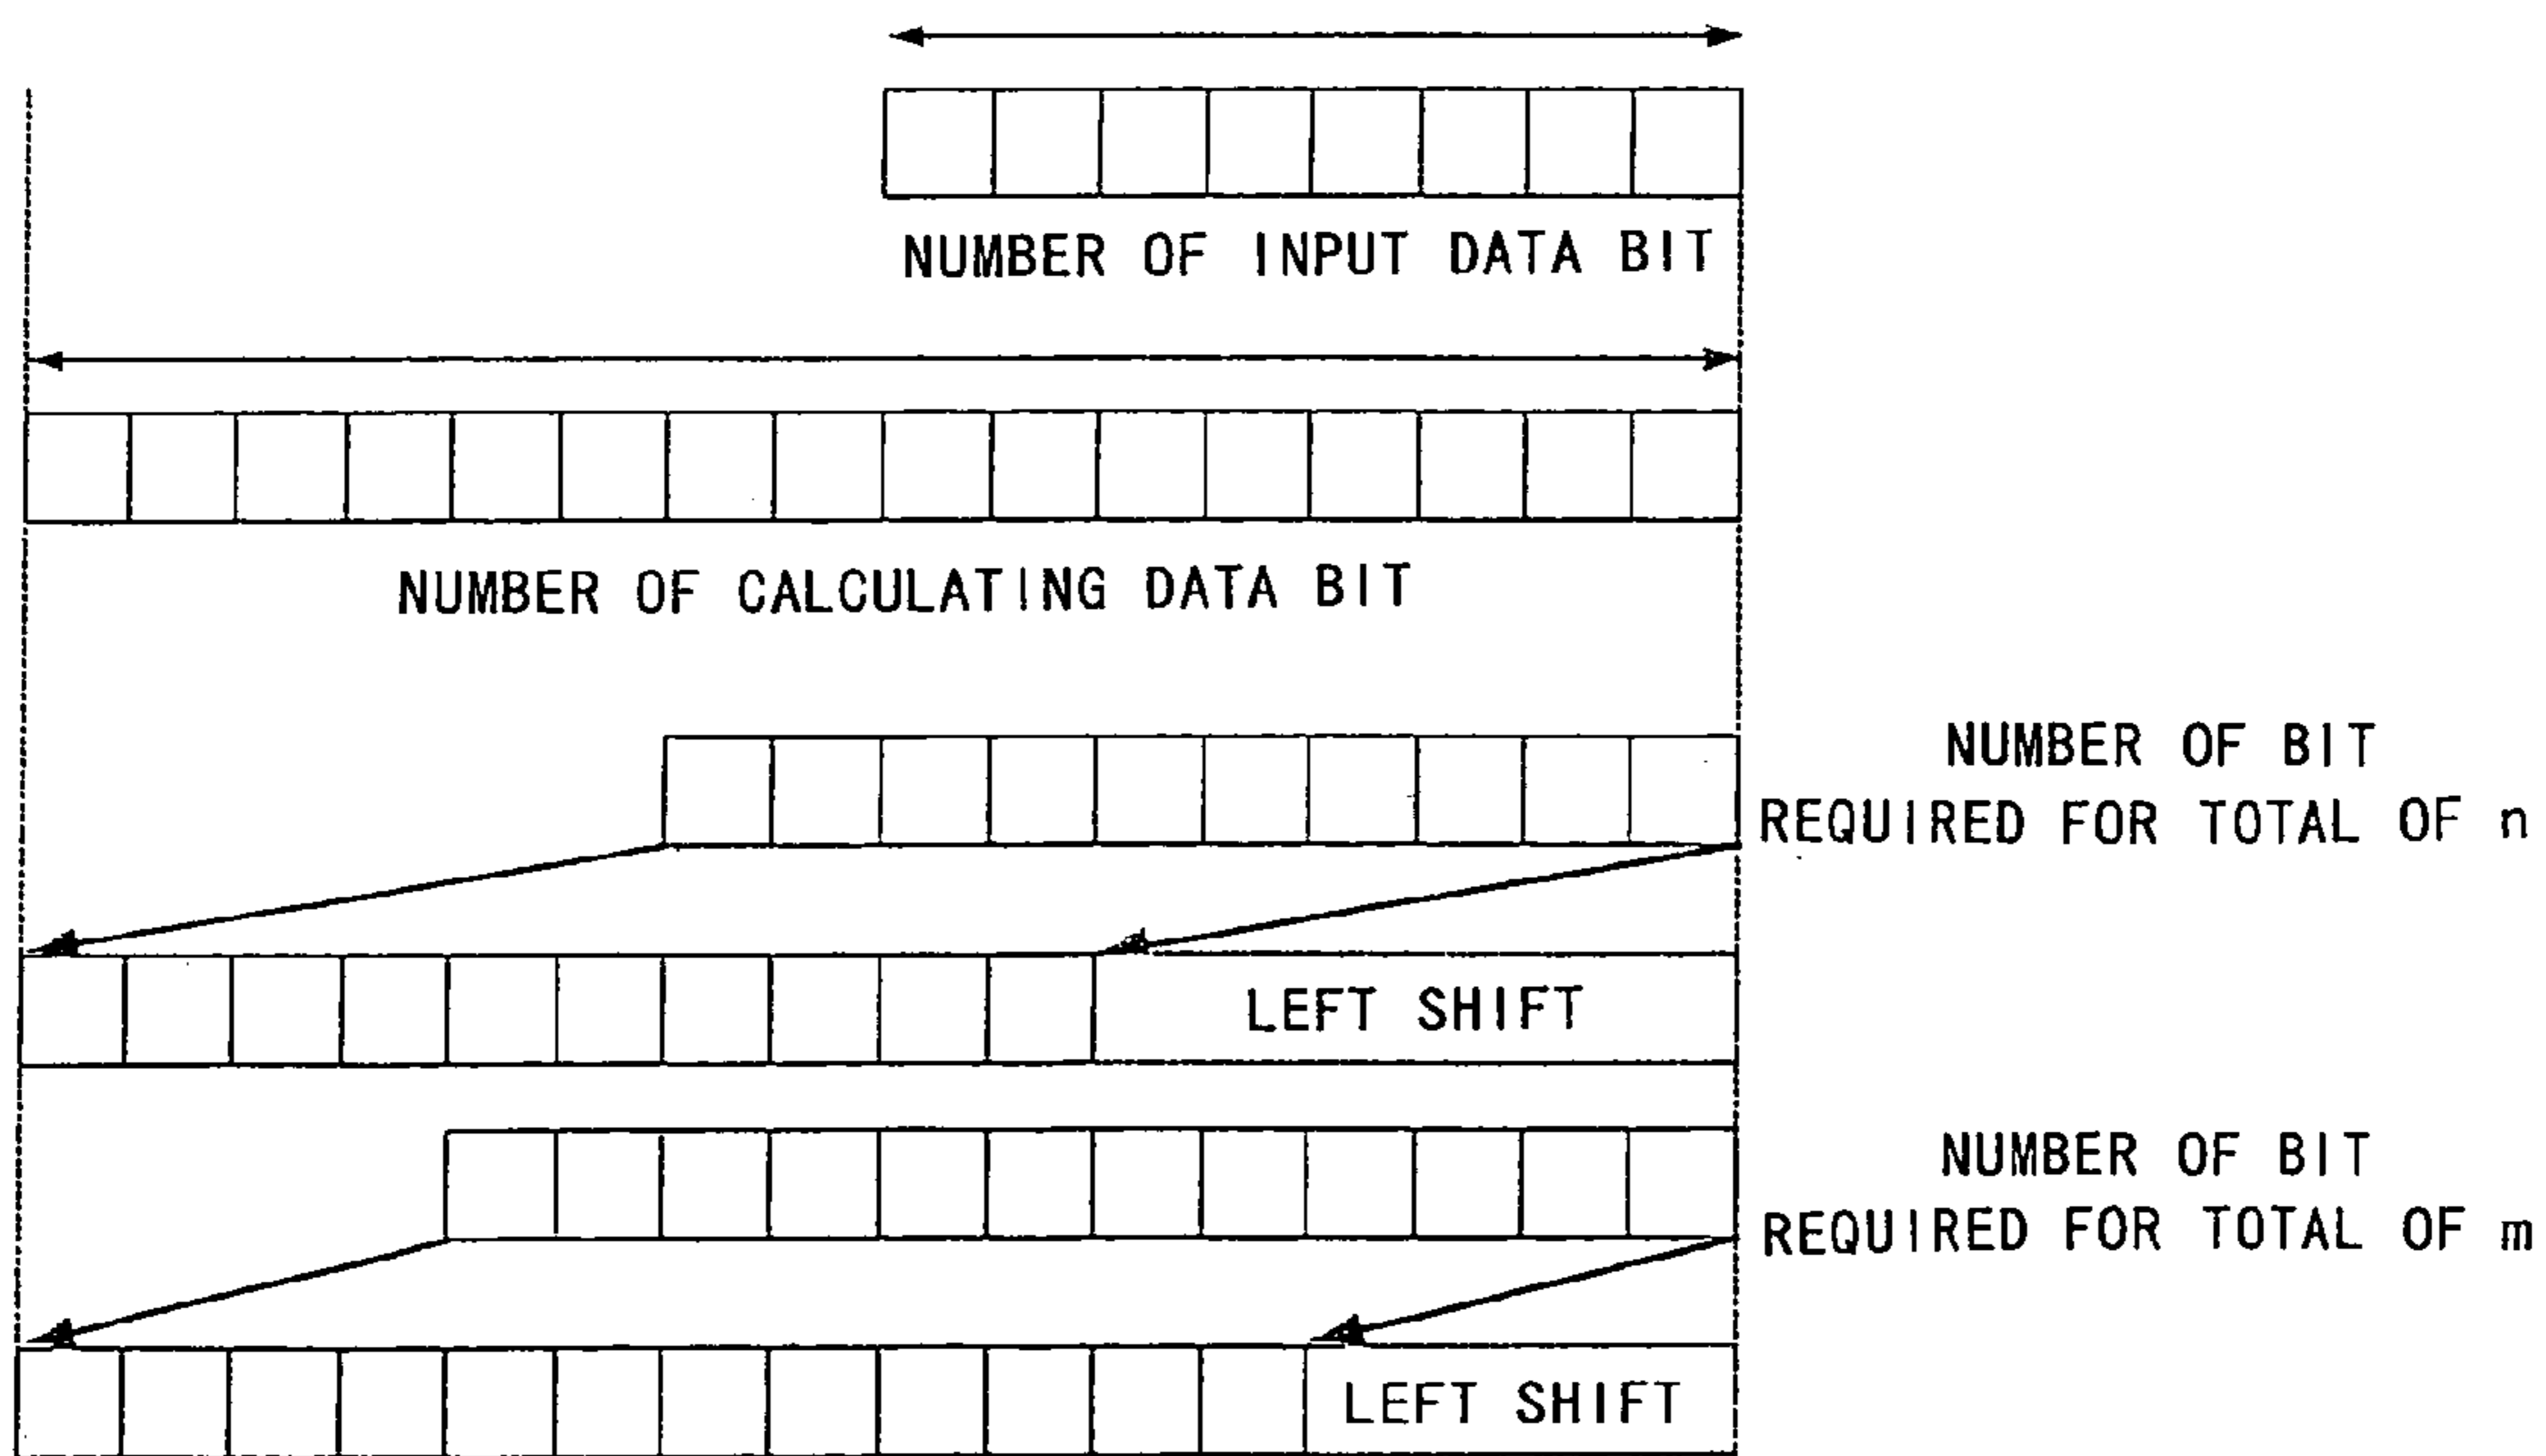 NUMBER OF INPUT DATA BIT
NUMBER OF CALCULATING DATA BIT
NUMBER OF BIT
REQUIRED FOR TOTAL OF n
LEFT SHIFT
NUMBER OF BIT
REQUIRED FOR TOTAL OF m
LEFT SHIFT